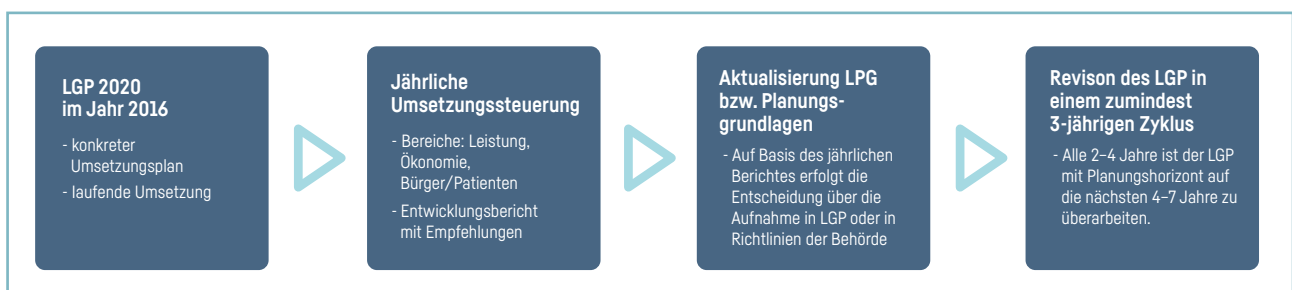 LGP 2020
im Jahr 2016
- konkreter
Umsetzungsplan
- laufende Umsetzung
Jährliche
Umsetzungssteuerung
- Bereiche: Leistung,
Ökonomie,
Bürger/Patienten
- Entwicklungsbericht
mit Empfehlungen
Aktualisierung LPG
bzw. Planungs-
grundlagen
- Auf Basis des jährlichen
Berichtes erfolgt die
Entscheidung über die
Aufnahme in LGP oder in
Richtlinien der Behörde
Revison des LGP in
einem zumindest
3-jährigen Zyklus
- Alle 2–4 Jahre ist der LGP
mit Planungshorizont auf
die nächsten 4–7 Jahre zu
überarbeiten.